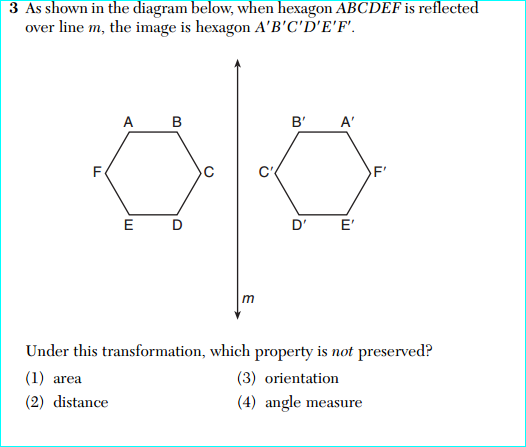 3 As shown in the diagram below, when hexagon ABCDEF is reflected
over line m, the image is hexagon A′B′C′D′E′F′.
A B B′ A′
F C C′ F′
E D D′ E′
m
Under this transformation, which property is not preserved?
(1) area (3) orientation
(2) distance (4) angle measure